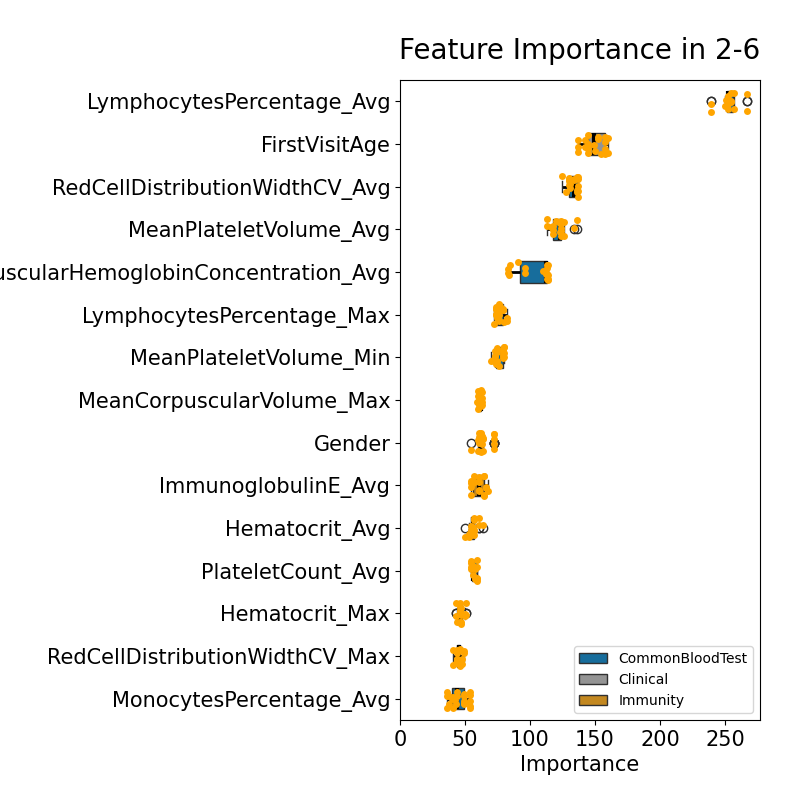 Feature Importance in 2-6
LymphocytesPercentage_Avg
FirstVisitAge
RedCellDistributionWidthCV_Avg
MeanPlateletVolume_Avg
uscularHemoglobinConcentration_Avg
LymphocytesPercentage_Max
MeanPlateletVolume_Min
MeanCorpuscularVolume_Max
Gender
ImmunoglobulinE_Avg
Hematocrit_Avg
PlateletCount_Avg
Hematocrit_Max
RedCellDistributionWidthCV_Max
MonocytesPercentage_Avg
CommonBloodTest
Clinical
Immunity
0 50 100 150 200 250
Importance